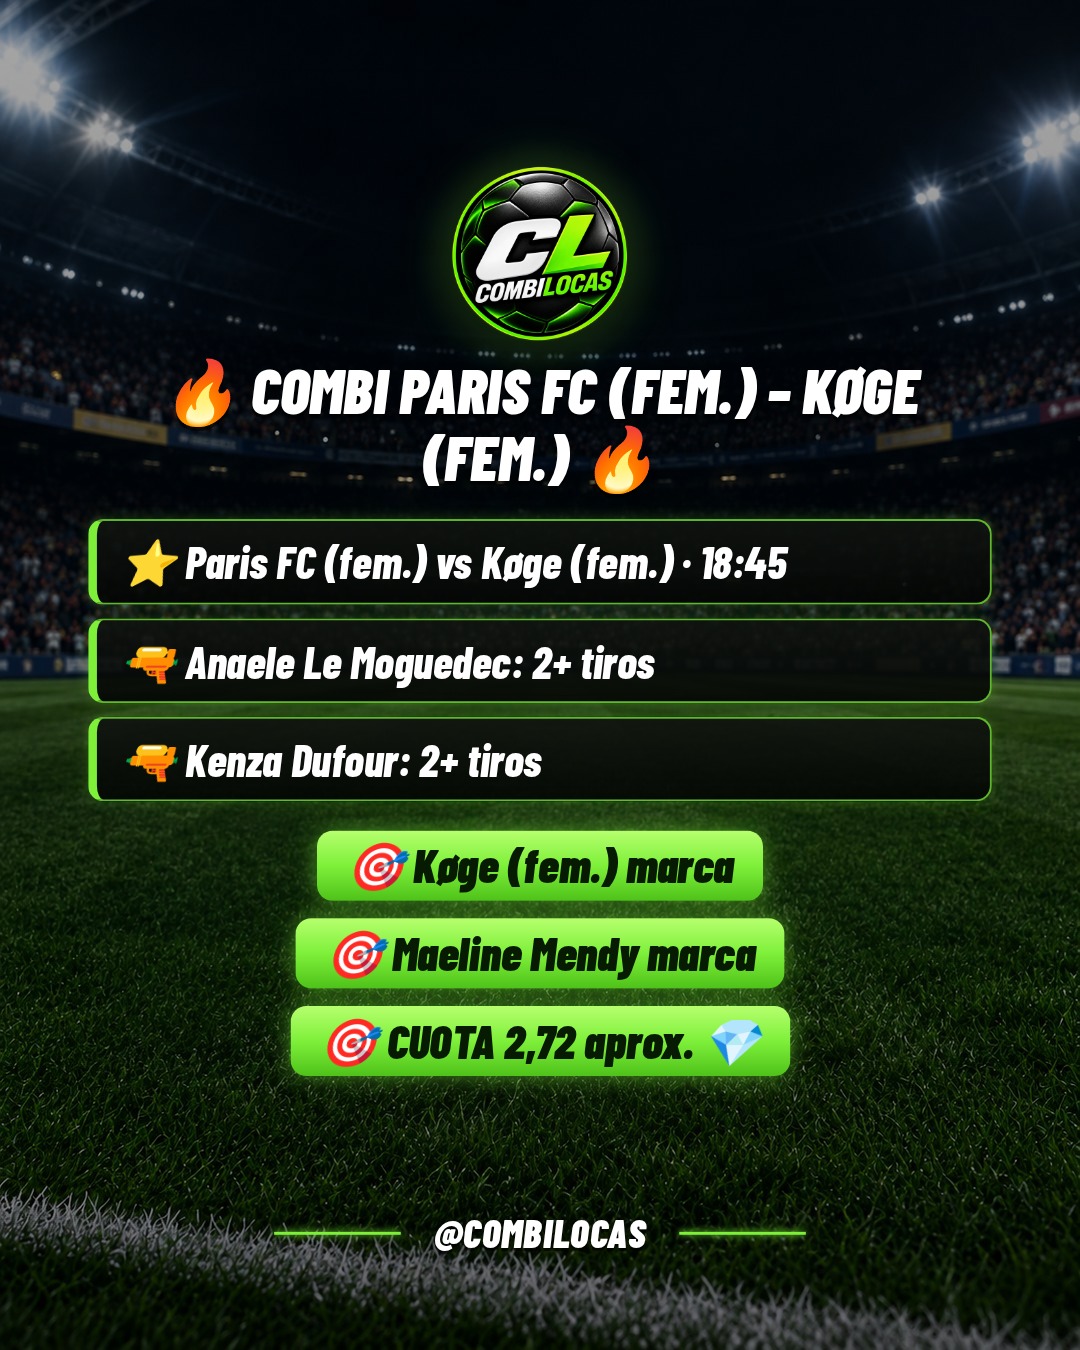 CL
COMBILOCAS
🔥 COMBI PARIS FC (FEM.) - KØGE
(FEM.) 🔥
⭐ Paris FC (fem.) vs Køge (fem.) · 18:45
🔫 Anaele Le Moguedec: 2+ tiros
🔫 Kenza Dufour: 2+ tiros
🎯 Køge (fem.) marca
🎯 Maeline Mendy marca
🎯 CUOTA 2,72 aprox. 💎
@COMBILOCAS